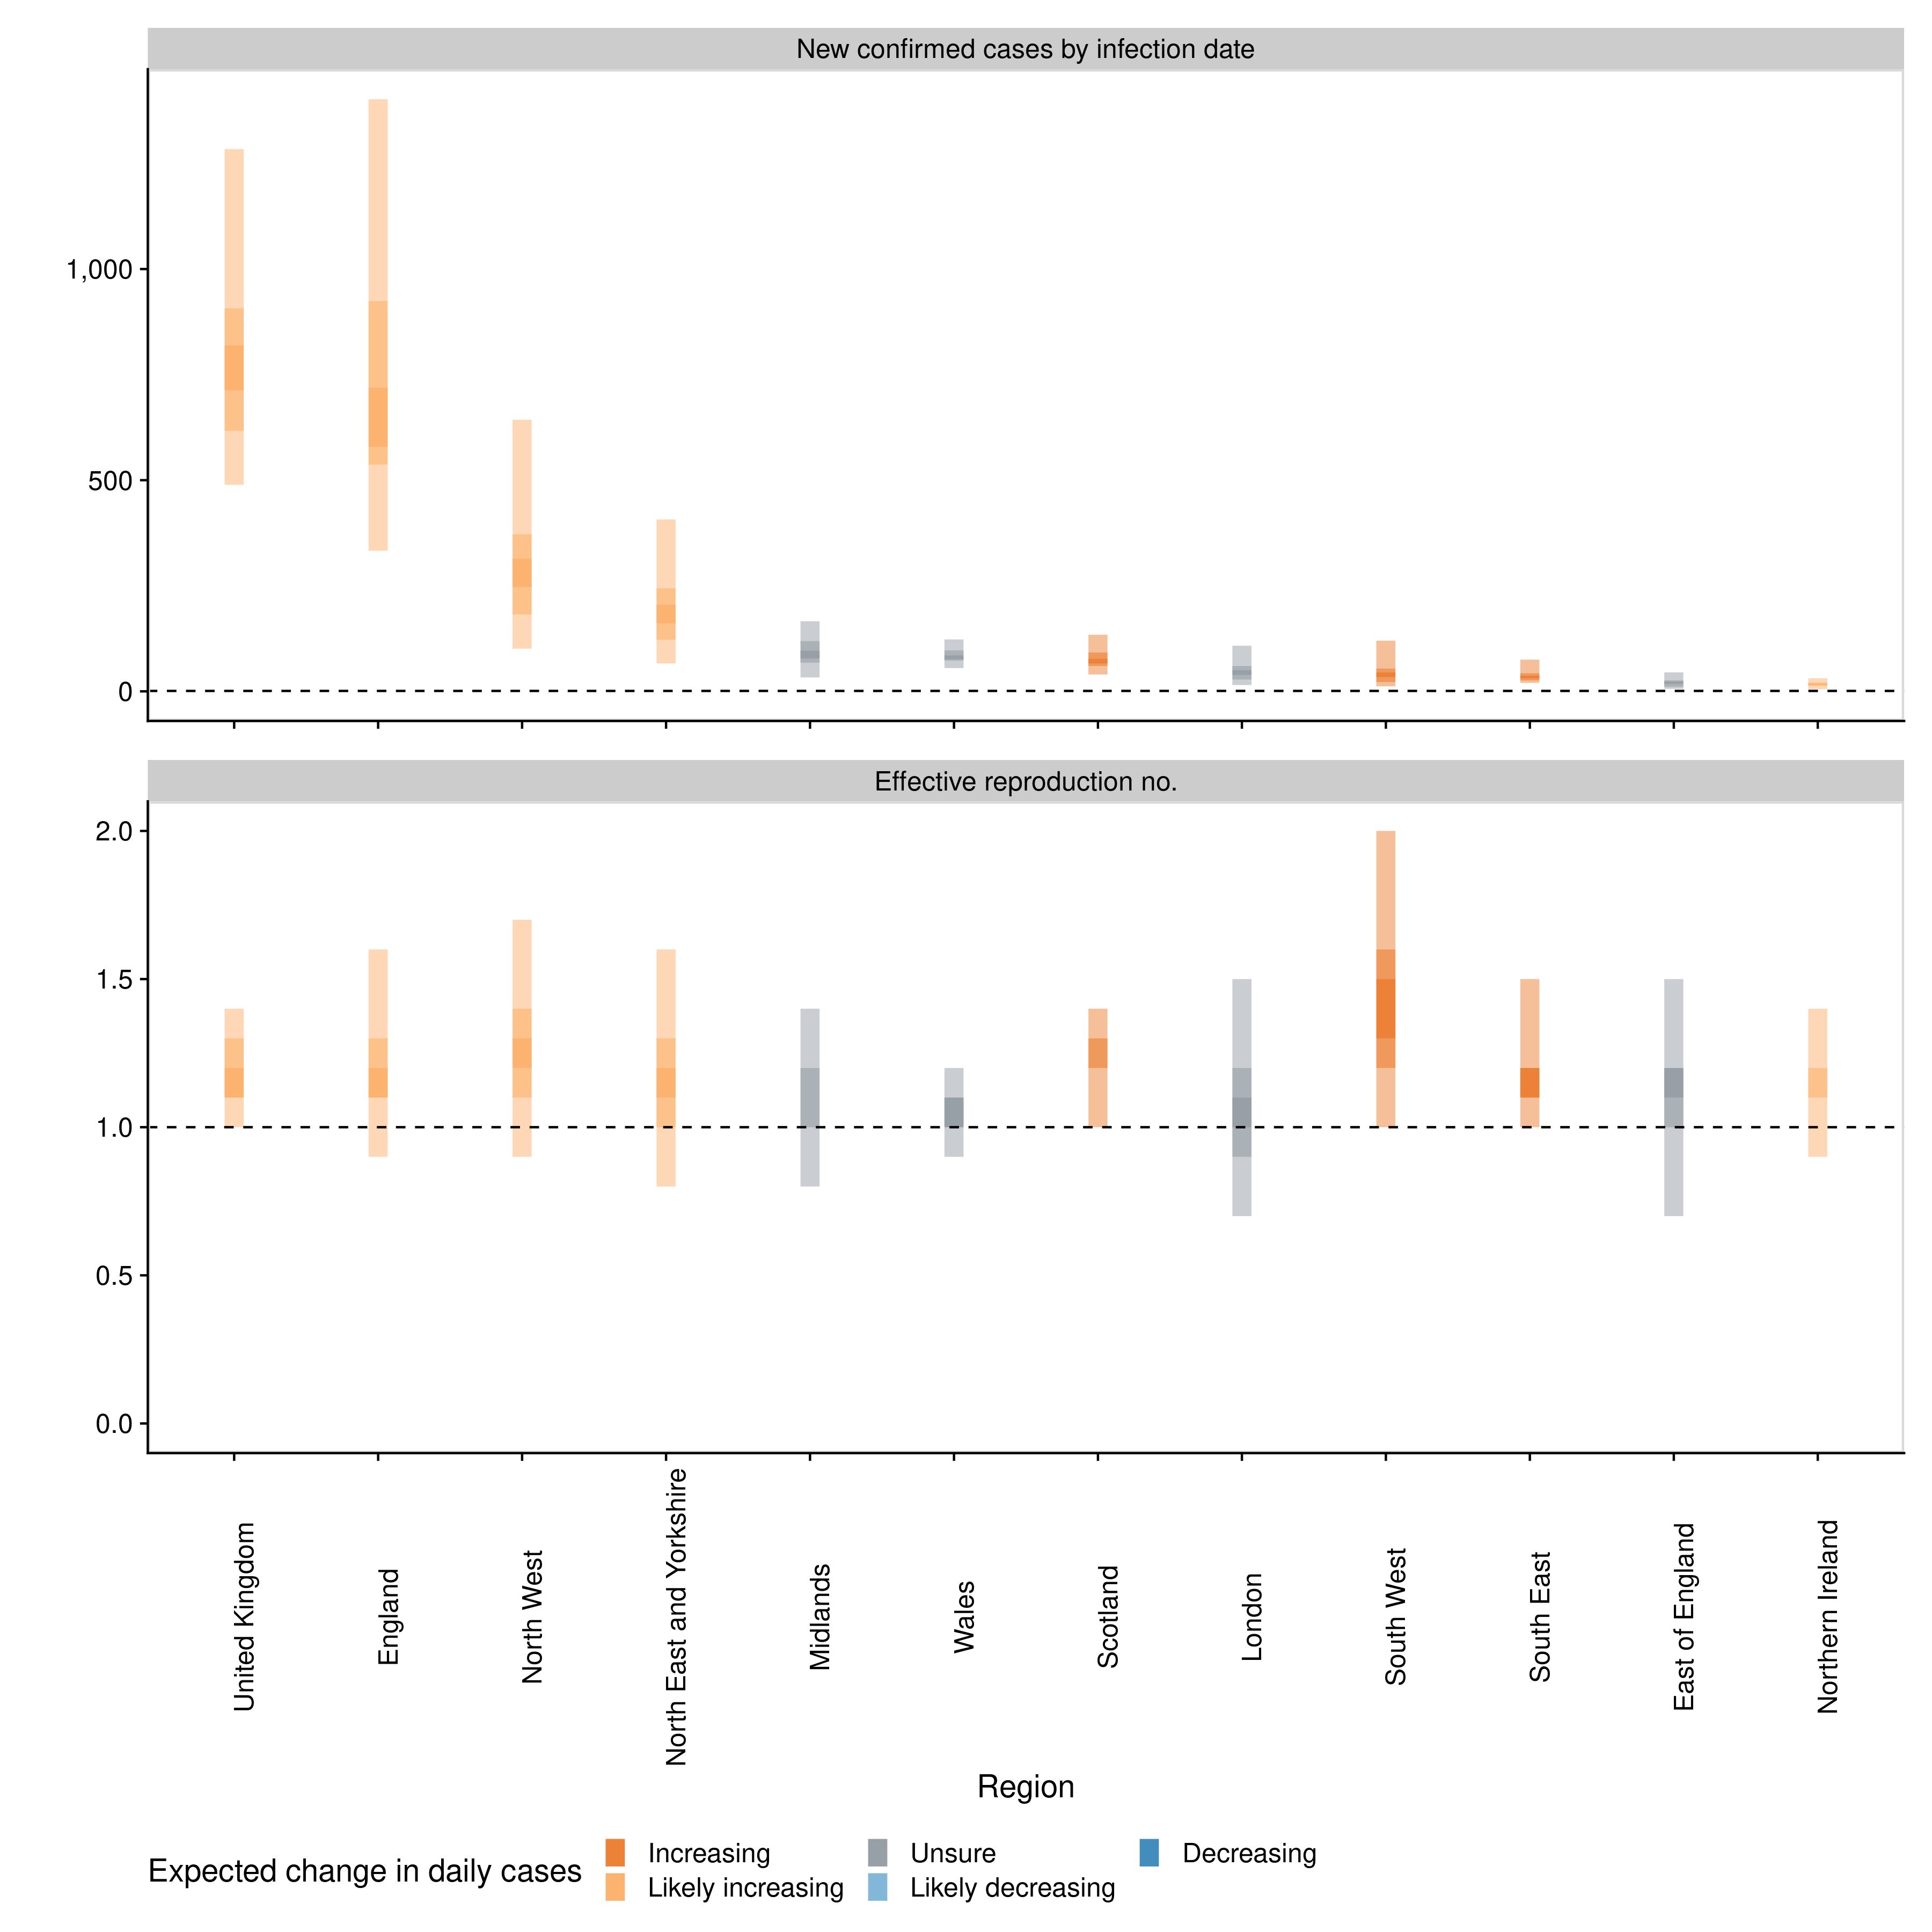 New confirmed cases by infection date
1,000
500
0
Effective reproduction no.
2.0
1.5
1.0
0.5
0.0
United Kingdom
England
North West
North East and Yorkshire
Midlands
Wales
Scotland
London
South West
South East
East of England
Northern Ireland
Region
Expected change in daily cases
Increasing
Likely increasing
Unsure
Likely decreasing
Decreasing